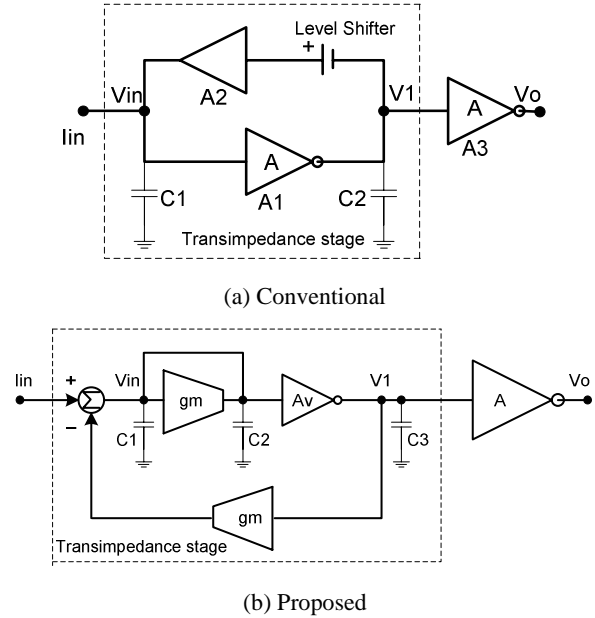 Level Shifter
+
A2
Vin
V1
Vo
Iin
A
A
A1
A3
C1
C2
Transimpedance stage
(a) Conventional
Iin
+
Σ
−
Vin
gm
Av
V1
A
Vo
C1
C2
C3
gm
Transimpedance stage
(b) Proposed